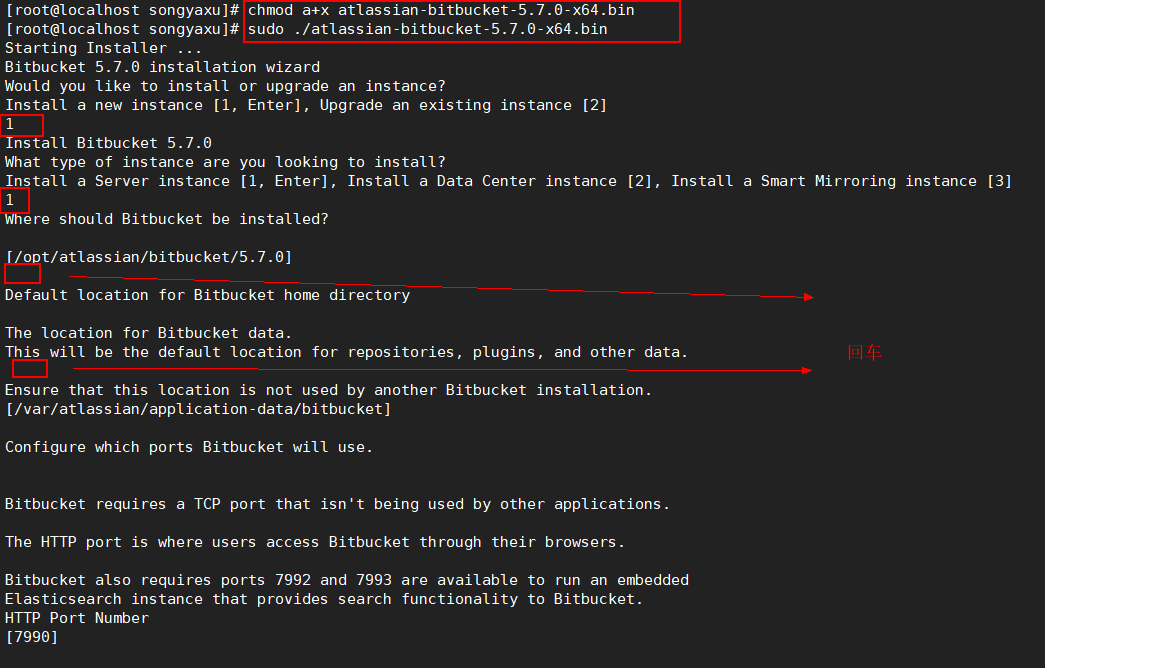 [root@localhost songyaxu]# chmod a+x atlassian-bitbucket-5.7.0-x64.bin
[root@localhost songyaxu]# sudo ./atlassian-bitbucket-5.7.0-x64.bin
Starting Installer ...
Bitbucket 5.7.0 installation wizard
Would you like to install or upgrade an instance?
Install a new instance [1, Enter], Upgrade an existing instance [2]
1
Install Bitbucket 5.7.0
What type of instance are you looking to install?
Install a Server instance [1, Enter], Install a Data Center instance [2], Install a Smart Mirroring instance [3]
1
Where should Bitbucket be installed?
[/opt/atlassian/bitbucket/5.7.0]
Default location for Bitbucket home directory
The location for Bitbucket data.
This will be the default location for repositories, plugins, and other data.
回车
Ensure that this location is not used by another Bitbucket installation.
[/var/atlassian/application-data/bitbucket]
Configure which ports Bitbucket will use.
Bitbucket requires a TCP port that isn't being used by other applications.
The HTTP port is where users access Bitbucket through their browsers.
Bitbucket also requires ports 7992 and 7993 are available to run an embedded
Elasticsearch instance that provides search functionality to Bitbucket.
HTTP Port Number
[7990]